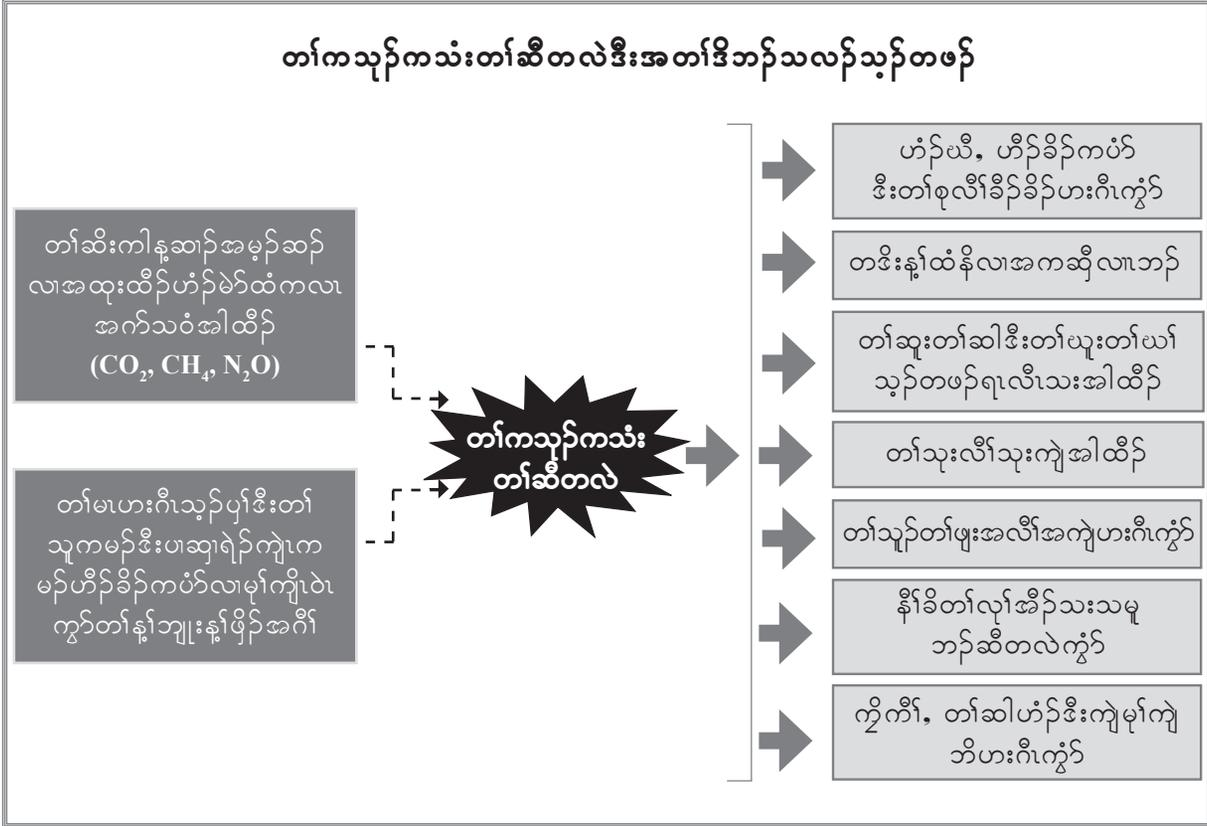 တၢ်ကသုၣ်ကသံးတၢ်ဆီတလဲဒီးအတၢ်ဒိဘၣ်သလၣ်သ့ၣ်တဖၣ်
တၢ်ဆိးကါန့ဆၢၣ်အမ့ၣ်ဆၣ်
လၢအထုးထီၣ်ဟံၣ်မဲာ်ထံကလၤ
အက်သဝံအါထီၣ်
(CO₂, CH₄, N₂O)
တၢ်မၤဟးဂီၤသ့ၣ်ပှၢ်ဒီးတၢ်
သူကမၣ်ဒီးပၢဆှၢရဲၣ်ကျဲၤက
မၣ်ဟီၣ်ခိၣ်ကပံာ်လၢမုၢ်ကျိၤဝဲၤ
ကွာ်တၢ်န့ၢ်ဘျုးန့ၢ်ဖှိၣ်အဂီၢ်
တၢ်ကသုၣ်ကသံး
တၢ်ဆီတလဲ
ဟံၣ်ဃီ, ဟီၣ်ခိၣ်ကပံာ်
ဒီးတၢ်စုလီၢ်ခီၣ်ခိၣ်ဟးဂီၤကွံာ်
တဒိးန့ၢ်ထံနိလၢအကဆှီလၢၤဘၣ်
တၢ်ဆူးတၢ်ဆါဒီးတၢ်ဃူးတၢ်ဃၢ်
သ့ၣ်တဖၣ်ရၤလီၤသးအါထီၣ်
တၢ်သုးလီၢ်သုးကျဲအါထီၣ်
တၢ်သူၣ်တၢ်ဖျးအလီၢ်အကျဲဟးဂီၤကွံာ်
နီၢ်ခိတၢ်လုၢ်အီၣ်သးသမူ
ဘၣ်ဆီတလဲကွံာ်
ကၠိကီၢ်, တၢ်ဆါဟံၣ်ဒီးကျဲမုၢ်ကျဲ
ဘိဟးဂီၤကွံာ်